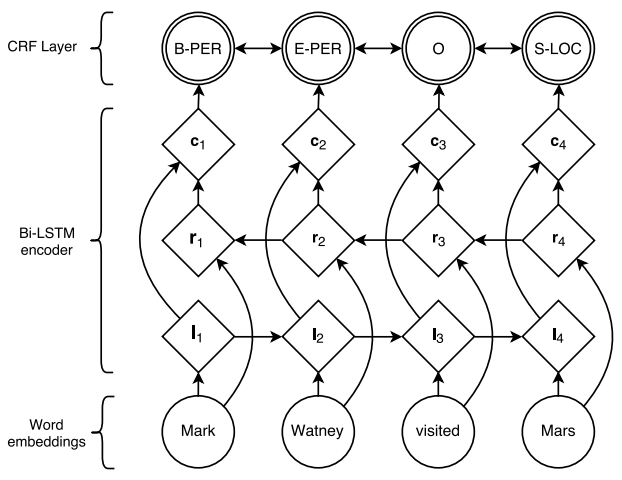 CRF Layer
B-PER E-PER O S-LOC
c1 c2 c3 c4
Bi-LSTM
encoder
r1 r2 r3 r4
l1 l2 l3 l4
Word
embeddings
Mark Watney visited Mars